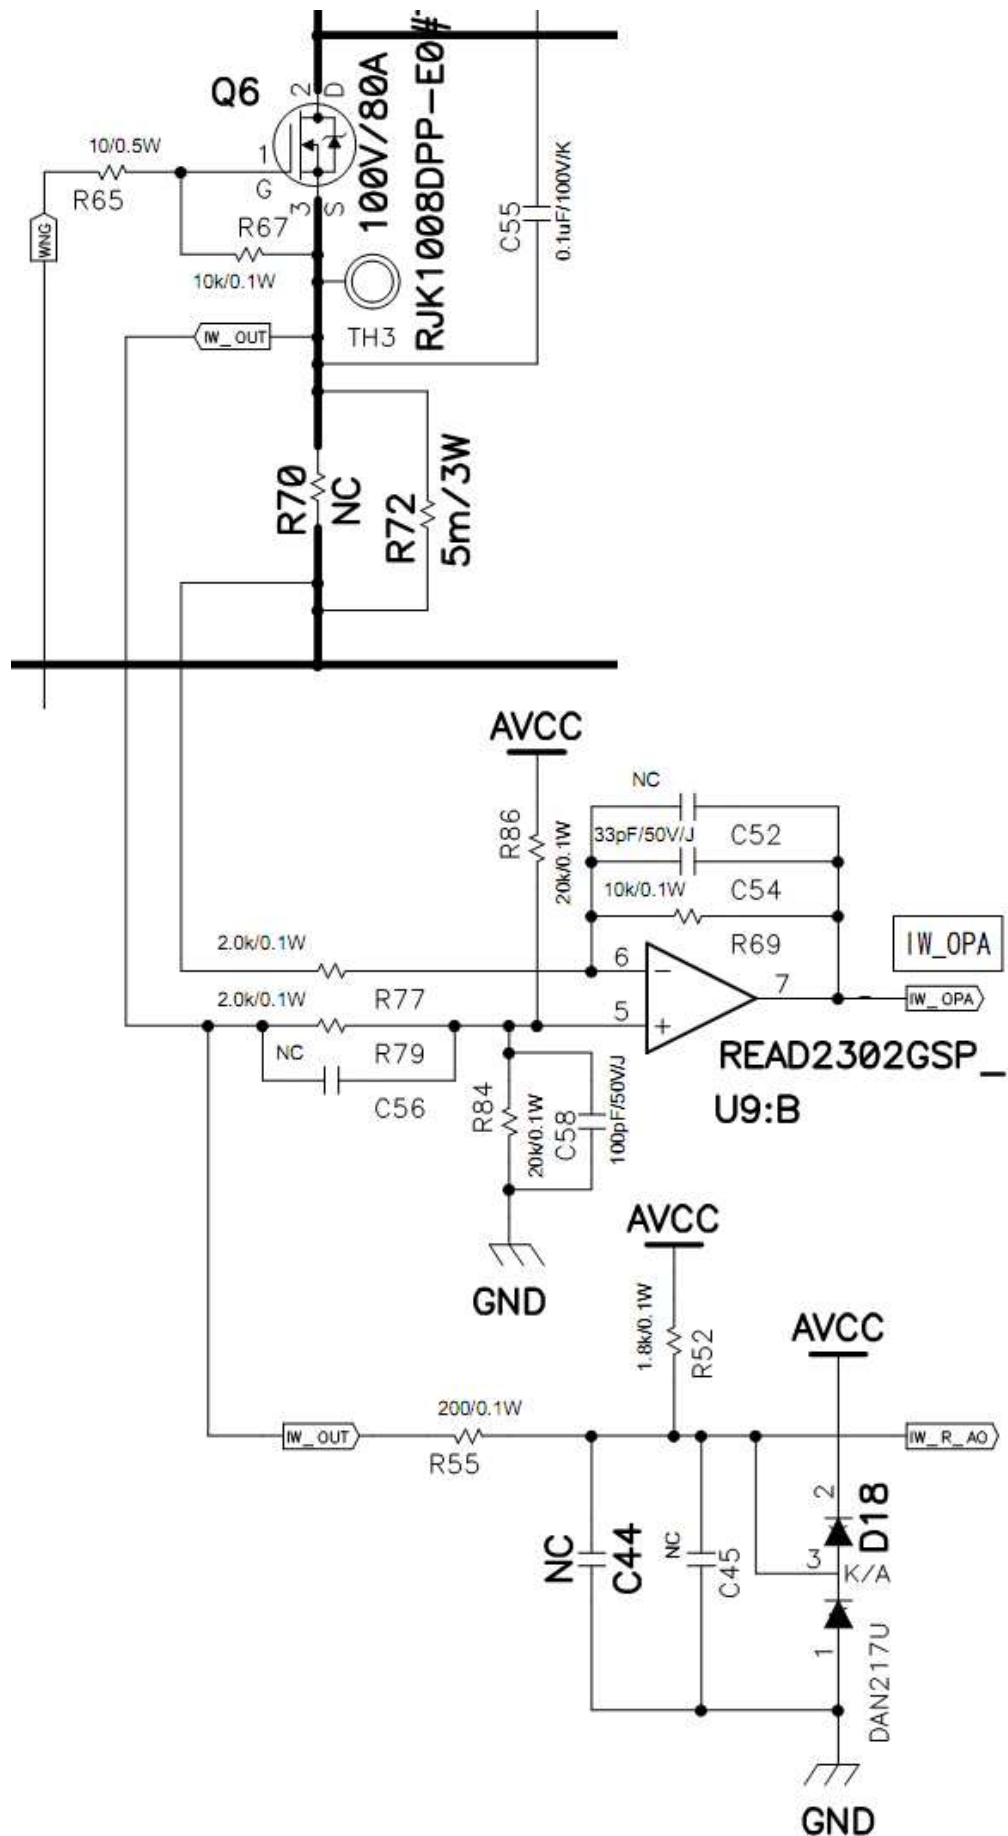 Q6
2
D
100V/80A
RJK1008DPP-E0
10/0.5W
1
R65
G
WNG
R67
3
S
10k/0.1W
C55
0.1uF/100V/K
IW_OUT
TH3
R70
NC
R72
5m/3W
AVCC
NC
R86
20k/0.1W
33pF/50V/J
C52
10k/0.1W
C54
R69
IW_OPA
2.0k/0.1W
6
−
7
R77
2.0k/0.1W
5
+
IW_OPA
NC
R79
READ2302GSP_
C56
R84
20k/0.1W
C58
100pF/50V/J
U9:B
GND
AVCC
1.8k/0.1W
R52
AVCC
200/0.1W
IW_OUT
R55
IW_R_AO
2
D18
NC
C44
NC
C45
3
K/A
1
DAN217U
GND